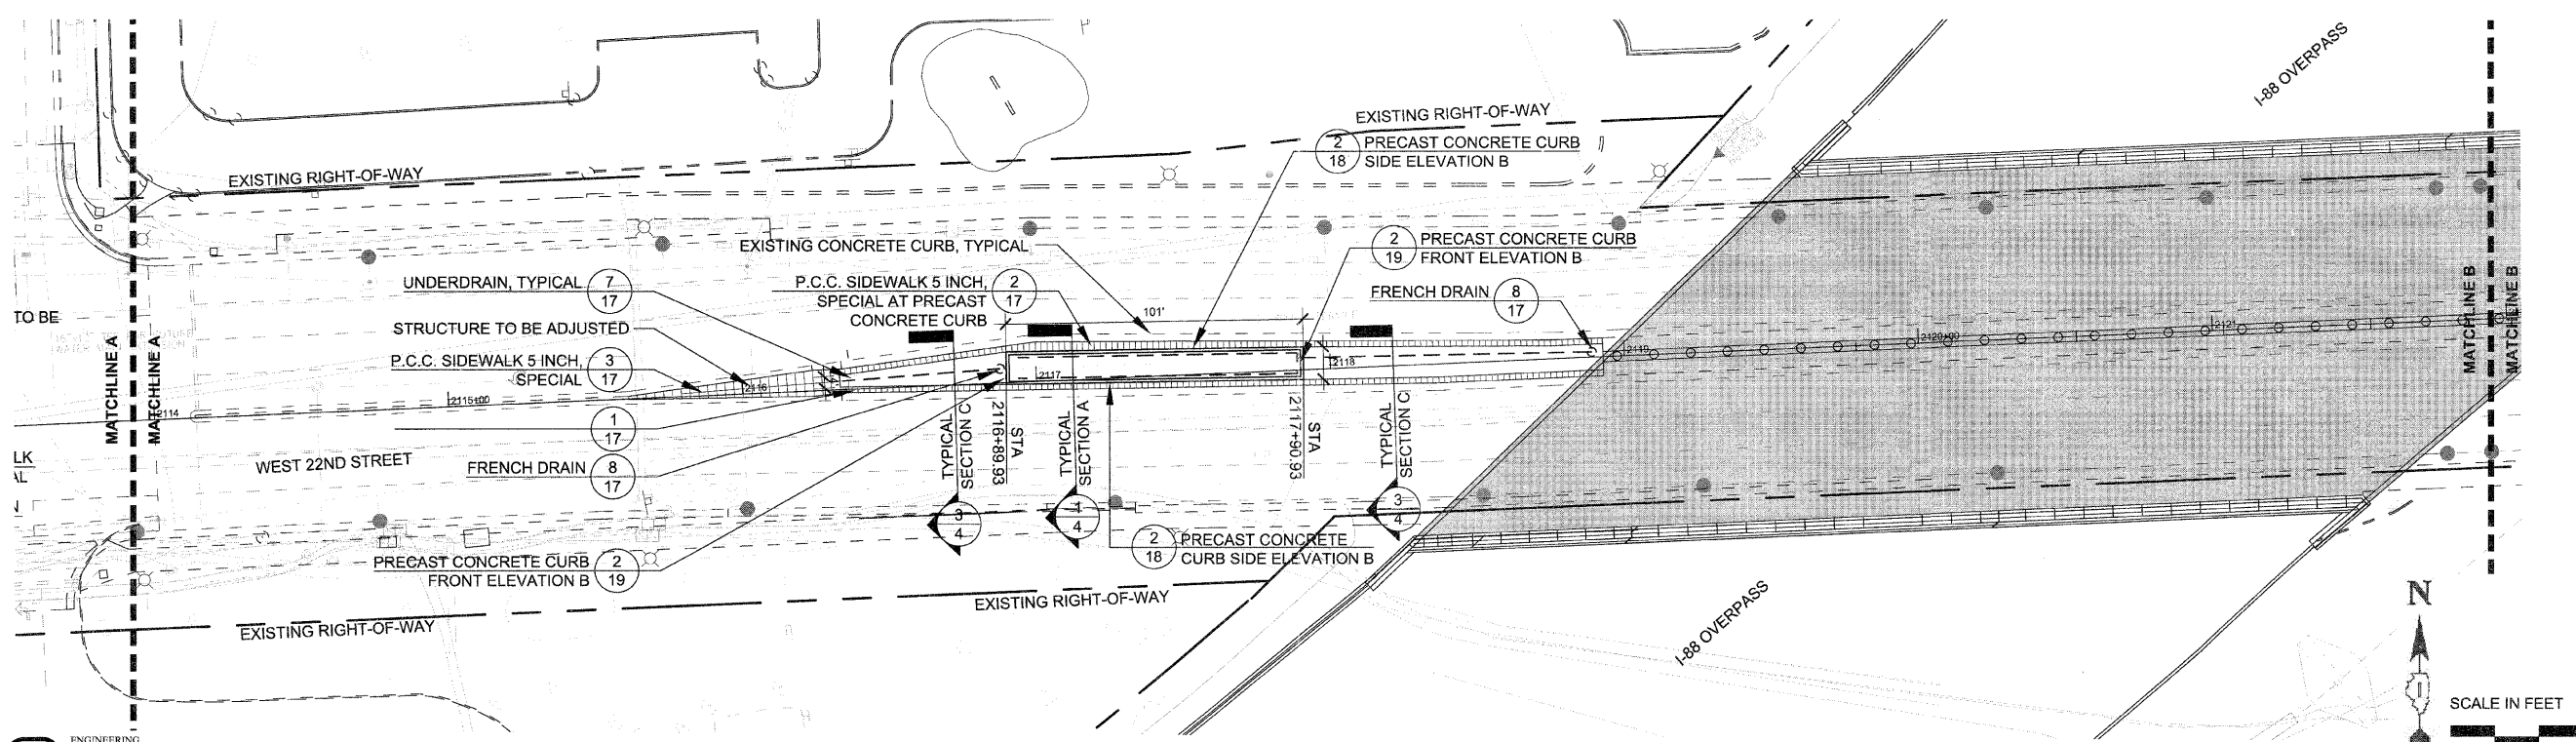 I-88 OVERPASS
EXISTING RIGHT-OF-WAY
2
18
PRECAST CONCRETE CURB
SIDE ELEVATION B
EXISTING RIGHT-OF-WAY
EXISTING CONCRETE CURB, TYPICAL
2
19
PRECAST CONCRETE CURB
FRONT ELEVATION B
UNDERDRAIN, TYPICAL
7
17
P.C.C. SIDEWALK 5 INCH,
SPECIAL AT PRECAST
CONCRETE CURB
2
17
FRENCH DRAIN
8
17
101'
TO BE
STRUCTURE TO BE ADJUSTED
P.C.C. SIDEWALK 5 INCH,
SPECIAL
3
17
MATCHLINE A
MATCHLINE A
MATCHLINE B
MATCHLINE B
2114
2115+00
2116
2117
2118
2119
2120+00
2121
1
17
WEST 22ND STREET
LK
AL
N
FRENCH DRAIN
8
17
TYPICAL
SECTION C
STA
2116+89.93
TYPICAL
SECTION A
STA
2117+90.93
TYPICAL
SECTION C
3
4
1
4
3
4
PRECAST CONCRETE CURB
FRONT ELEVATION B
2
19
2
18
PRECAST CONCRETE
CURB SIDE ELEVATION B
EXISTING RIGHT-OF-WAY
EXISTING RIGHT-OF-WAY
I-88 OVERPASS
N
SCALE IN FEET
ENGINEERING